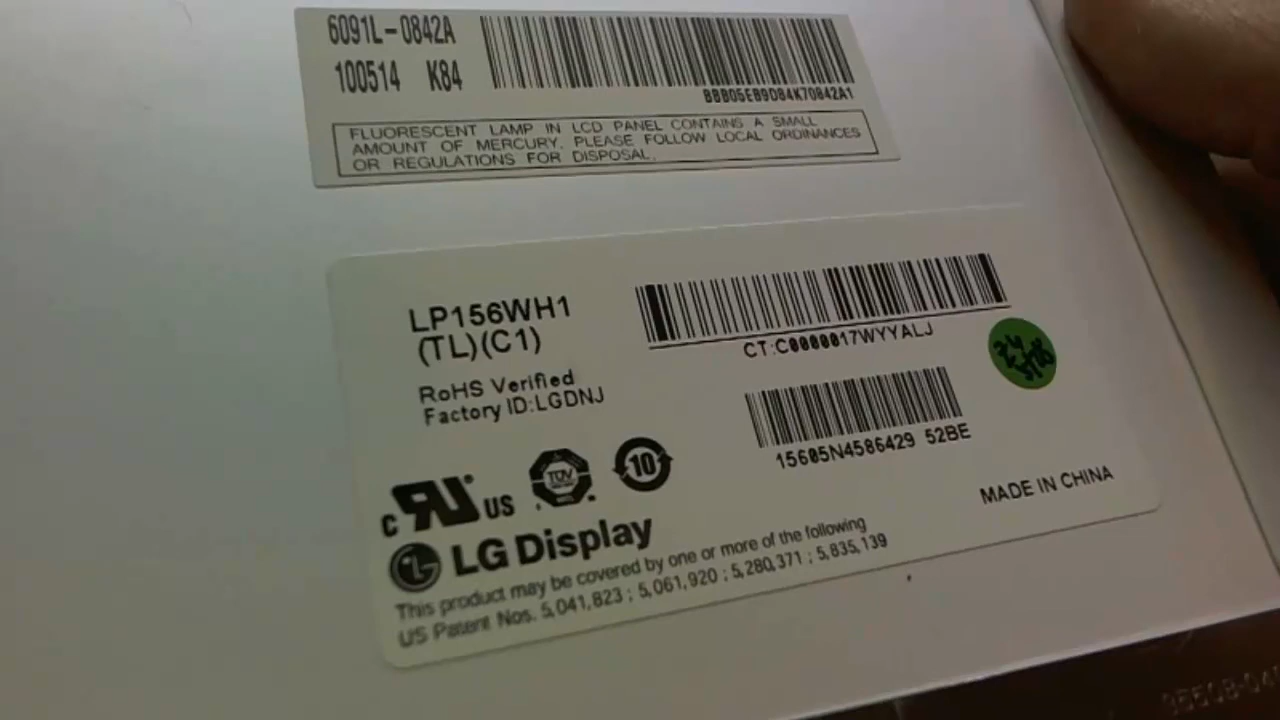 6091L-0842A
100514 K84
BBB05EB9D84K70842A1
FLUORESCENT LAMP IN LCD PANEL CONTAINS A SMALL
AMOUNT OF MERCURY. PLEASE FOLLOW LOCAL ORDINANCES
OR REGULATIONS FOR DISPOSAL.
LP156WH1
(TL)(C1)
CT:C0000017WYYALJ
RoHS Verified
Factory ID:LGDNJ
15605N4586429 52BE
c RU US
TÜV
10
MADE IN CHINA
LG Display
This product may be covered by one or more of the following
US Patent Nos. 5,041,823 ; 5,061,920 ; 5,280,371 ; 5,835,139